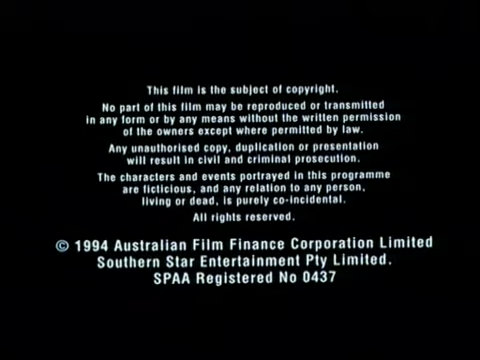 This film is the subject of copyright.
No part of this film may be reproduced or transmitted
in any form or by any means without the written permission
of the owners except where permitted by law.
Any unauthorised copy, duplication or presentation
will result in civil and criminal prosecution.
The characters and events portrayed in this programme
are ficticious, and any relation to any person,
living or dead, is purely co-incidental.
All rights reserved.
© 1994 Australian Film Finance Corporation Limited
Southern Star Entertainment Pty Limited.
SPAA Registered No 0437